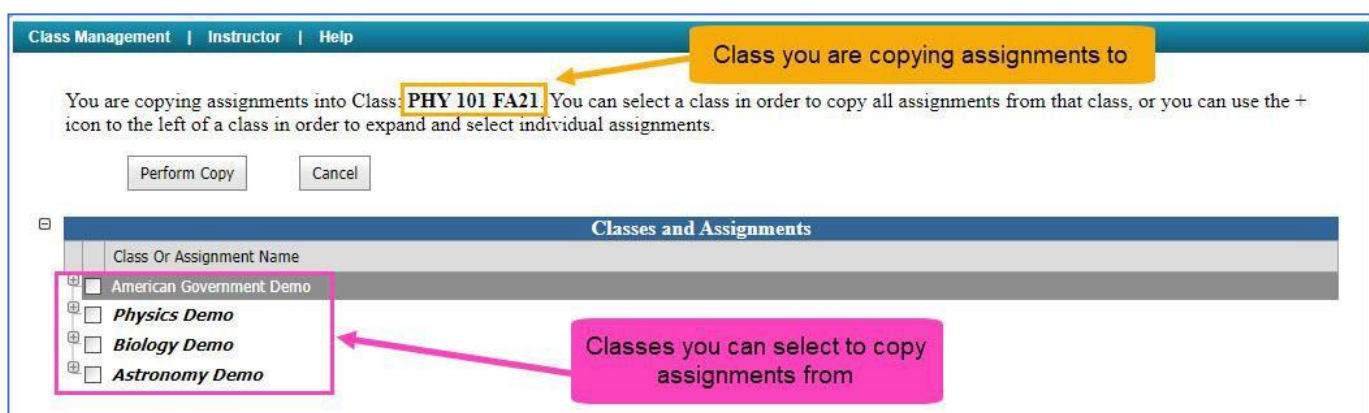 Class Management | Instructor | Help
Class you are copying assignments to
You are copying assignments into Class: PHY 101 FA21. You can select a class in order to copy all assignments from that class, or you can use the +
icon to the left of a class in order to expand and select individual assignments.
Perform Copy Cancel
Classes and Assignments
Class Or Assignment Name
American Government Demo
Physics Demo
Biology Demo
Astronomy Demo
Classes you can select to copy
assignments from